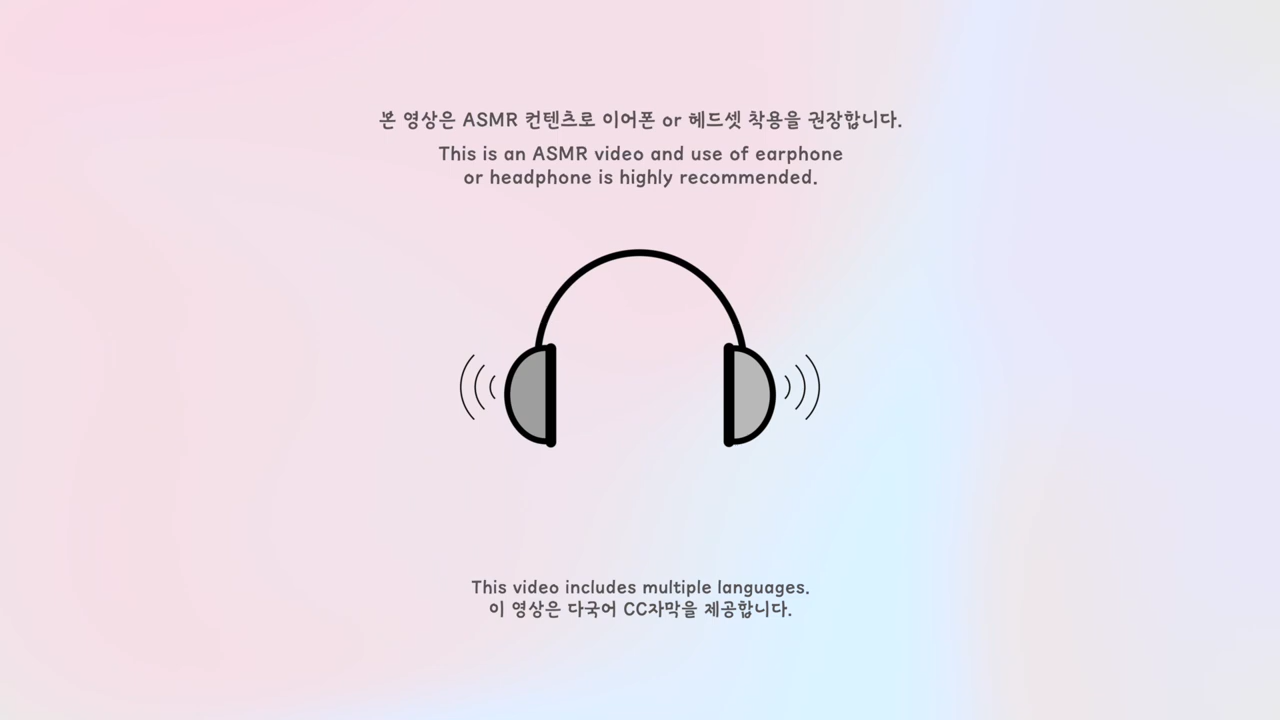 본 영상은 ASMR 컨텐츠로 이어폰 or 헤드셋 착용을 권장합니다.
This is an ASMR video and use of earphone
or headphone is highly recommended.
This video includes multiple languages.
이 영상은 다국어 CC자막을 제공합니다.